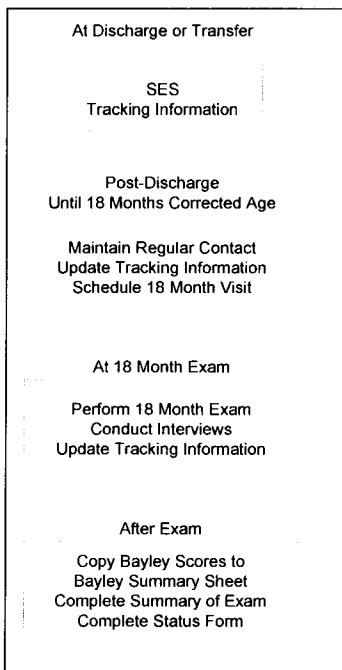 At Discharge or Transfer
SES
Tracking Information
Post-Discharge
Until 18 Months Corrected Age
Maintain Regular Contact
Update Tracking Information
Schedule 18 Month Visit
At 18 Month Exam
Perform 18 Month Exam
Conduct Interviews
Update Tracking Information
After Exam
Copy Bayley Scores to
Bayley Summary Sheet
Complete Summary of Exam
Complete Status Form